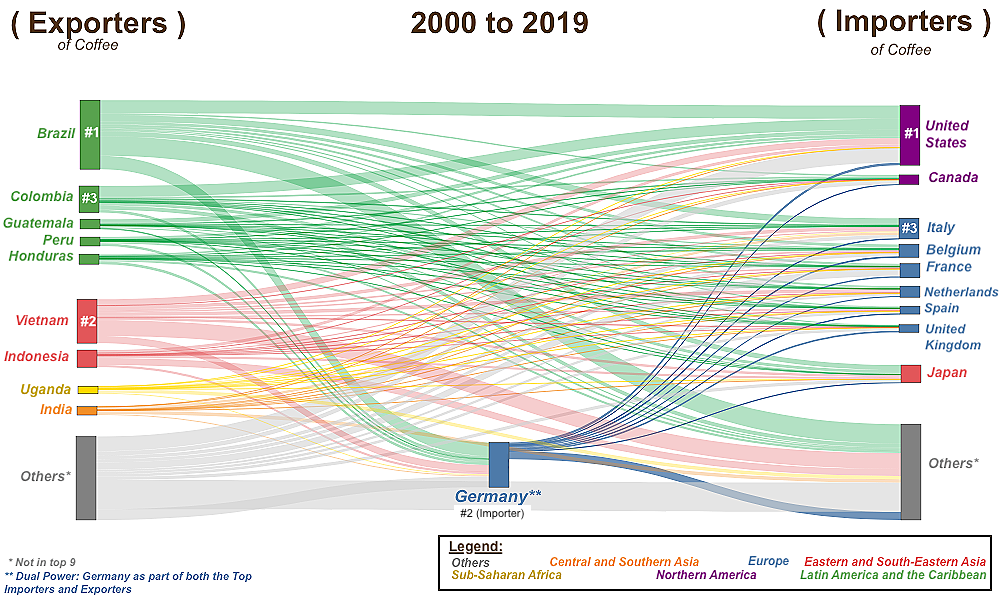 ( Exporters )
of Coffee
2000 to 2019
( Importers )
of Coffee
Brazil
#1
Colombia
#3
Guatemala
Peru
Honduras
Vietnam
#2
Indonesia
Uganda
India
Others*
#1
United
States
Canada
#3
Italy
Belgium
France
Netherlands
Spain
United
Kingdom
Japan
Others*
Germany**
#2 (Importer)
* Not in top 9
** Dual Power: Germany as part of both the Top
Importers and Exporters
Legend:
Others
Central and Southern Asia
Europe
Eastern and South-Eastern Asia
Sub-Saharan Africa
Northern America
Latin America and the Caribbean